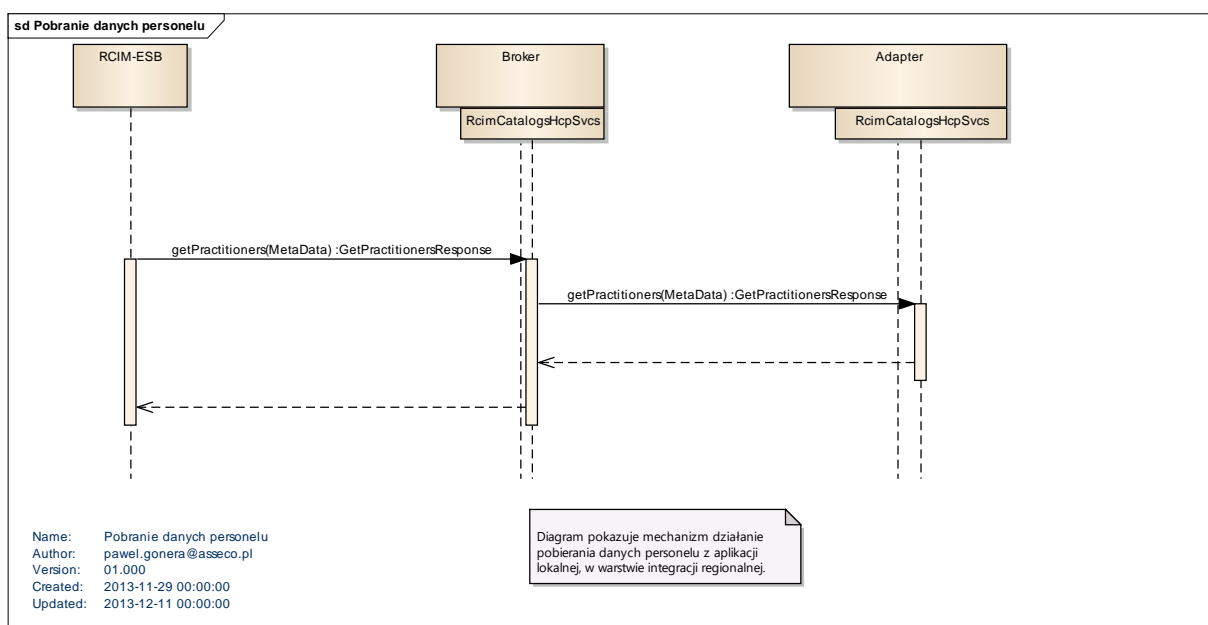 sd Pobranie danych personelu
RCIM-ESB
Broker
Adapter
RcimCatalogsHcpSvcs
RcimCatalogsHcpSvcs
getPractitioners(MetaData) :GetPractitionersResponse
getPractitioners(MetaData) :GetPractitionersResponse
Name: Pobranie danych personelu
Author: pawel.gonera@asseco.pl
Version: 01.000
Created: 2013-11-29 00:00:00
Updated: 2013-12-11 00:00:00
Diagram pokazuje mechanizm działanie
pobierania danych personelu z aplikacji
lokalnej, w warstwie integracji regionalnej.